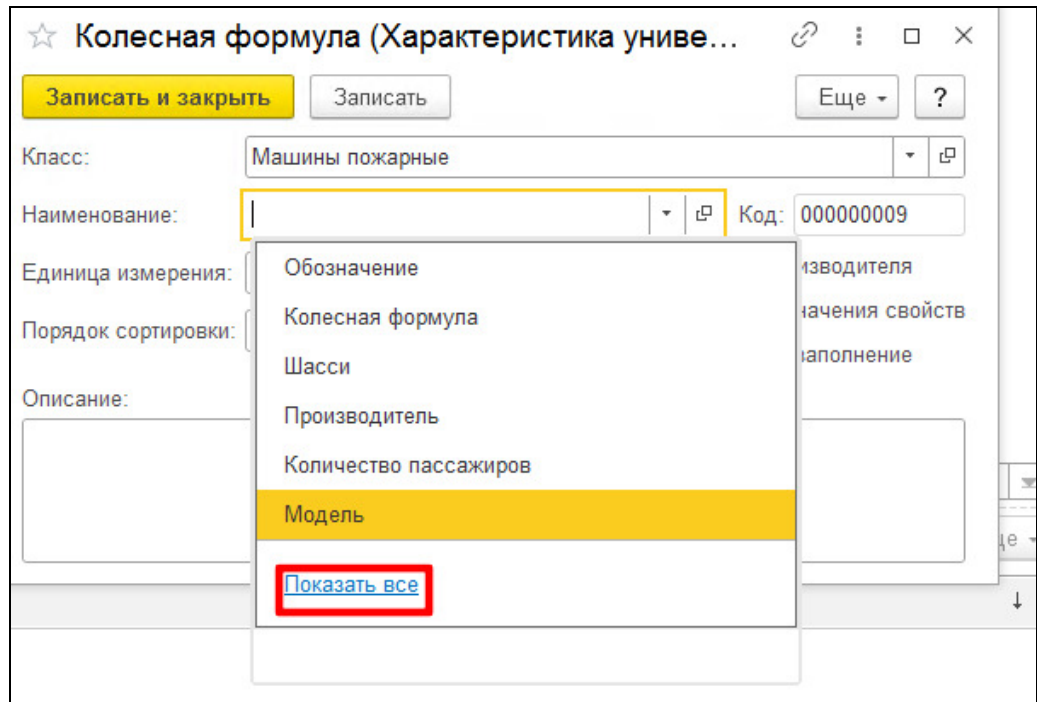 Колесная формула (Характеристика униве...
Записать и закрыть
Записать
Еще
?
Класс:
Машины пожарные
Наименование:
Код:
000000009
Единица измерения:
Порядок сортировки:
Описание:
Обозначение
Колесная формула
Шасси
Производитель
Количество пассажиров
Модель
Показать все
изводителя
начения свойств
заполнение